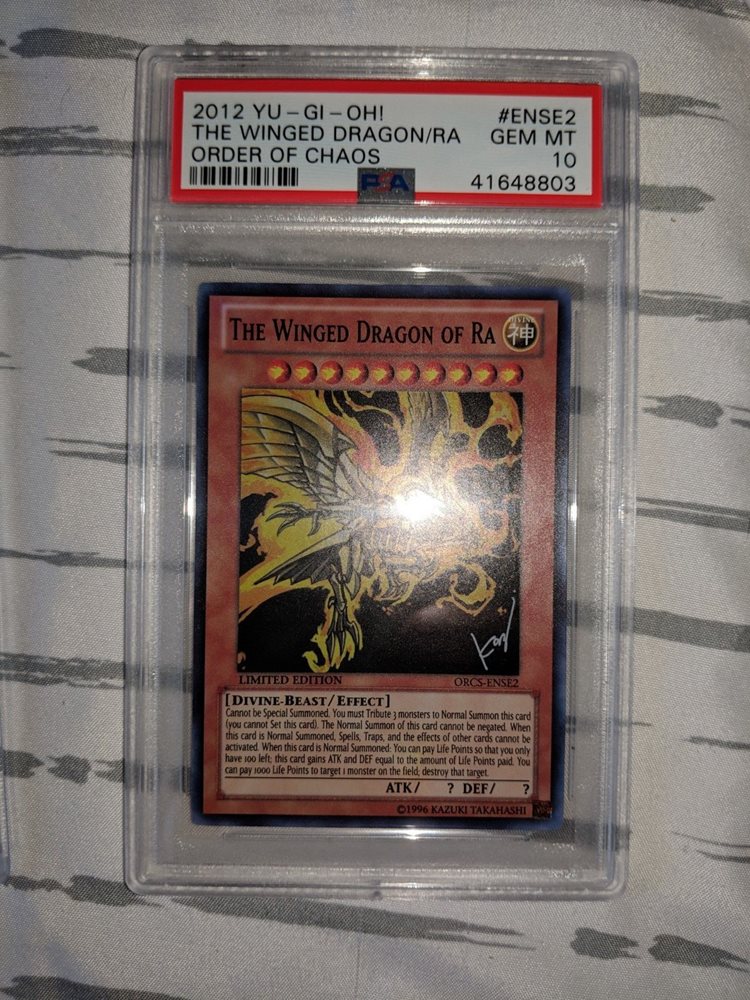 2012 YU-GI-OH! #ENSE2
THE WINGED DRAGON/RA GEM MT
ORDER OF CHAOS 10
PSA 41648803
THE WINGED DRAGON OF RA
DIVINE
神
LIMITED EDITION ORCS-ENSE2
[DIVINE-BEAST/EFFECT]
Cannot be Special Summoned. You must Tribute 3 monsters to Normal Summon this card
(you cannot Set this card). The Normal Summon of this card cannot be negated. When
this card is Normal Summoned, Spells, Traps, and the effects of other cards cannot be
activated. When this card is Normal Summoned: You can pay Life Points so that you only
have 100 left; this card gains ATK and DEF equal to the amount of Life Points paid. You
can pay 1000 Life Points to target 1 monster on the field; destroy that target.
ATK/ ? DEF/ ?
©1996 KAZUKI TAKAHASHI